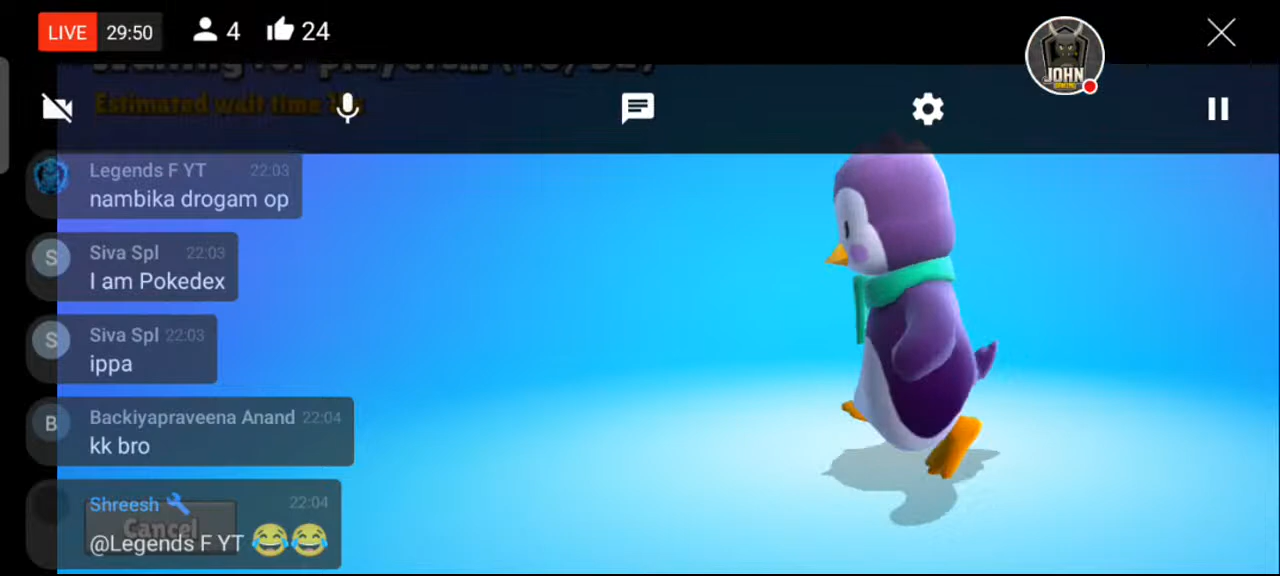 LIVE 29:50 4 24
JOHN
Estimated wait time
Legends F YT 22:03
nambika drogam op
Siva Spl 22:03
S
I am Pokedex
Siva Spl 22:03
S
ippa
Backiyapraveena Anand 22:04
B
kk bro
Shreesh 22:04
Cancel
@Legends F YT 😂😂